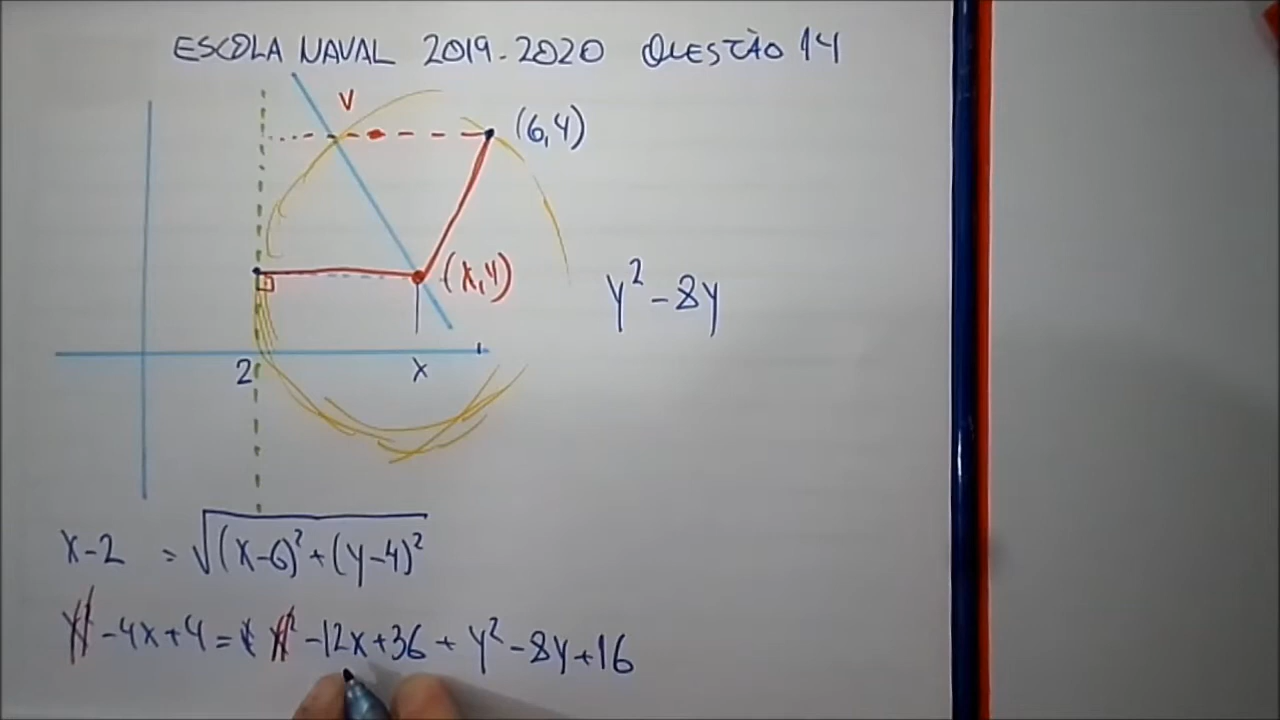 ESCOLA NAVAL 2019-2020 QUESTÃO 14
V
(6,4)
(x,y)
y² - 8y
2
x
x-2 = √(x-6)² + (y-4)²
x² - 4x + 4 = x² - 12x + 36 + y² - 8y + 16